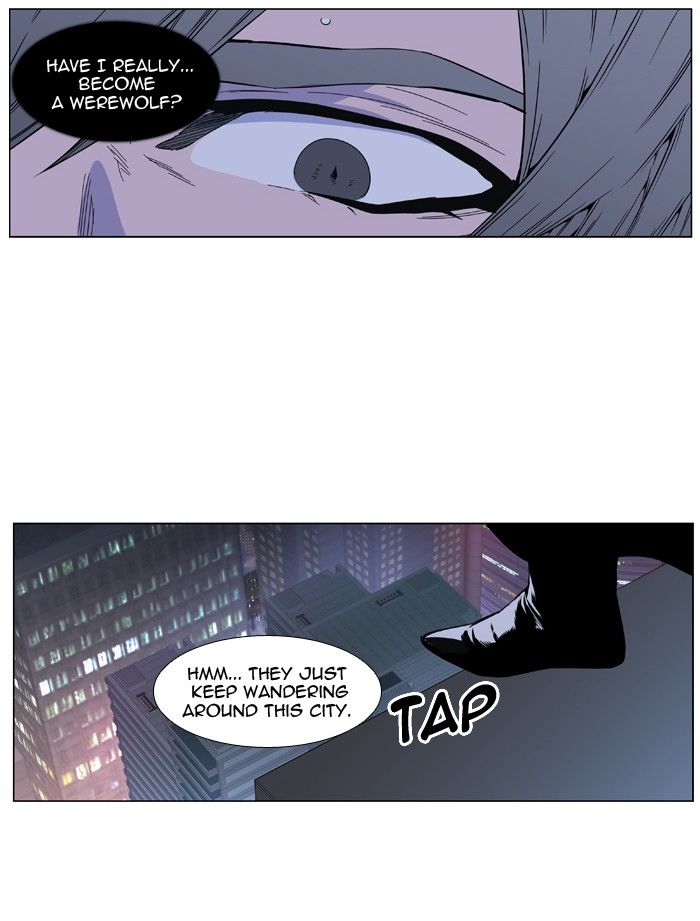 HAVE I REALLY...
BECOME
A WEREWOLF?
HMM... THEY JUST
KEEP WANDERING
AROUND THIS CITY.
TAP